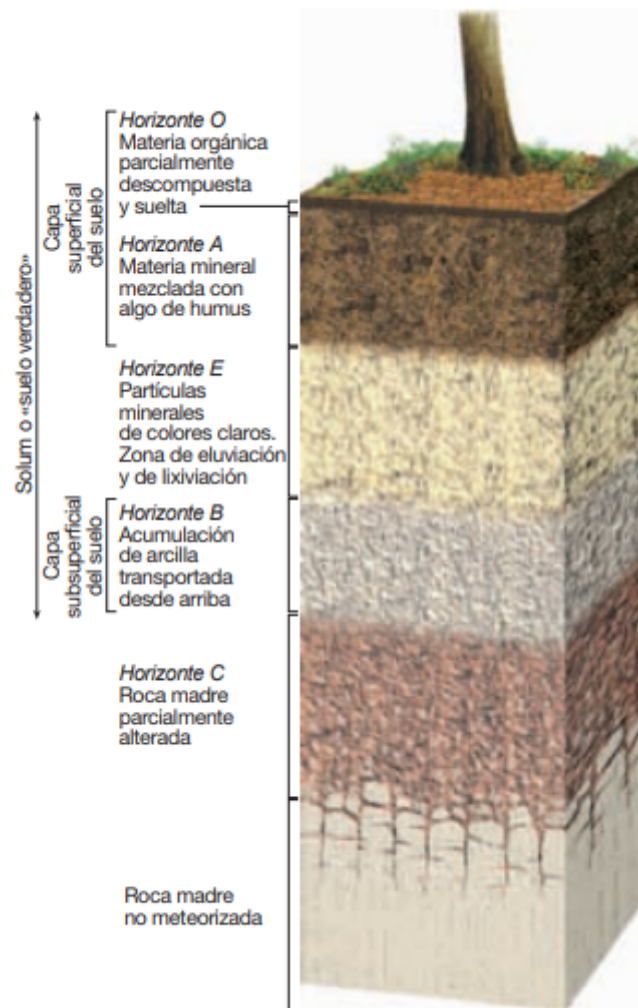 Solum o «suelo verdadero»
Capa
superficial
del suelo
Horizonte O
Materia orgánica
parcialmente
descompuesta
y suelta
Horizonte A
Materia mineral
mezclada con
algo de humus
Horizonte E
Partículas
minerales
de colores claros.
Zona de eluviación
y de lixiviación
Capa
subsuperficial
del suelo
Horizonte B
Acumulación
de arcilla
transportada
desde arriba
Horizonte C
Roca madre
parcialmente
alterada
Roca madre
no meteorizada